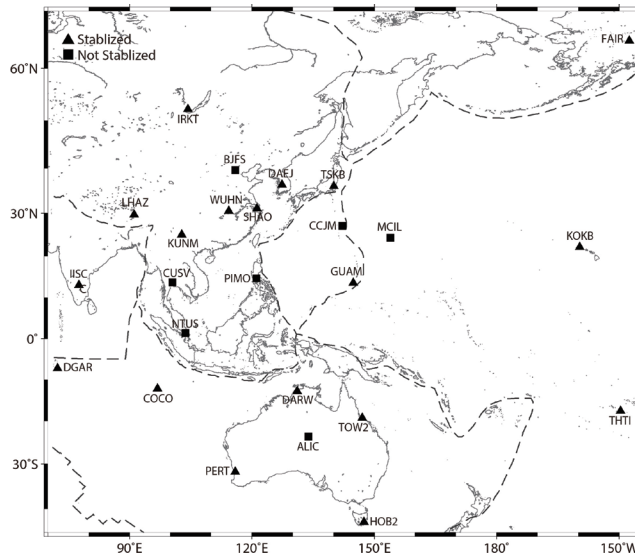 Stablized
Not Stablized
FAIR
60°N
IRKT
BJFS
DAEJ
TSKB
LHAZ
WUHN
SHAO
30°N
CCJM
MCIL
KUNM
KOKB
IISC
CUSV
PIMO
GUAM
NTUS
0°
DGAR
COCO
DARW
TOW2
THTI
ALIC
30°S
PERT
HOB2
90°E
120°E
150°E
180°
150°W